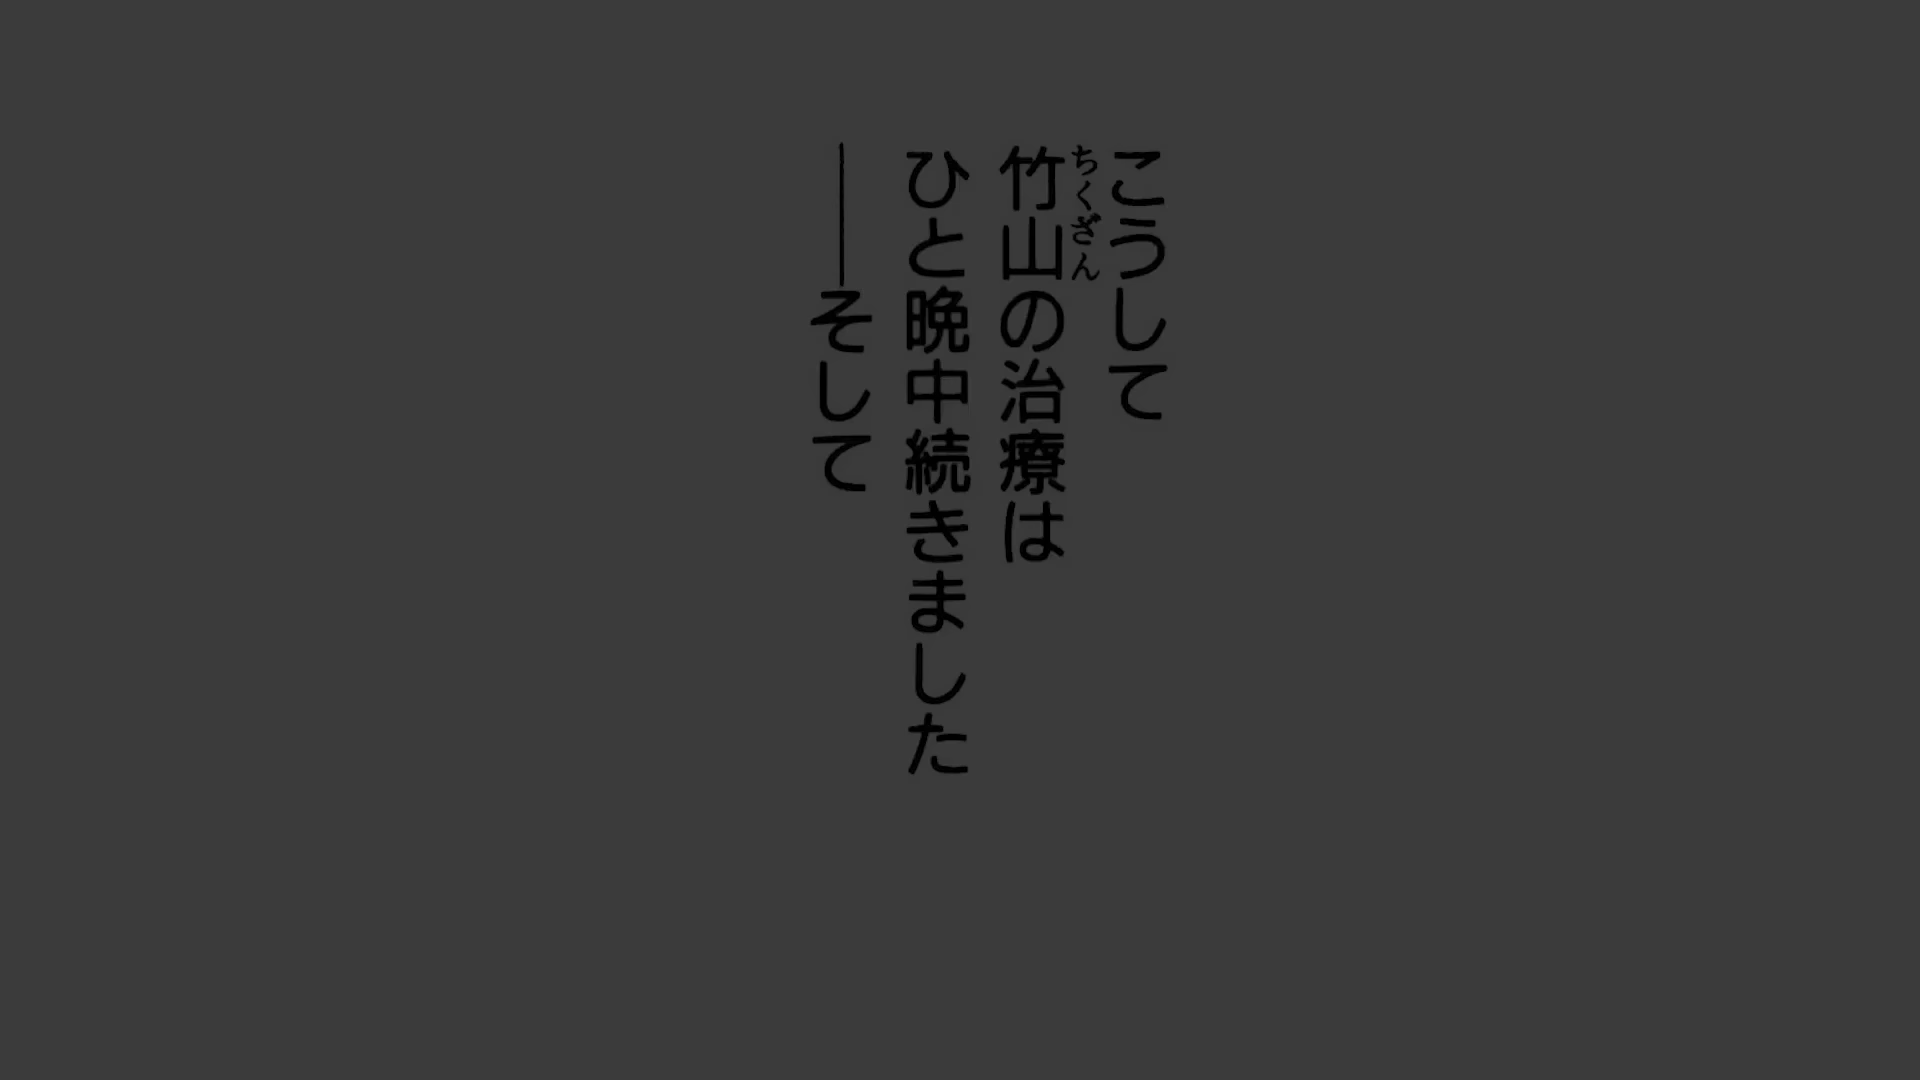 こうして
竹山の治療は
ちくざん
ひと晩中続きました
――そして